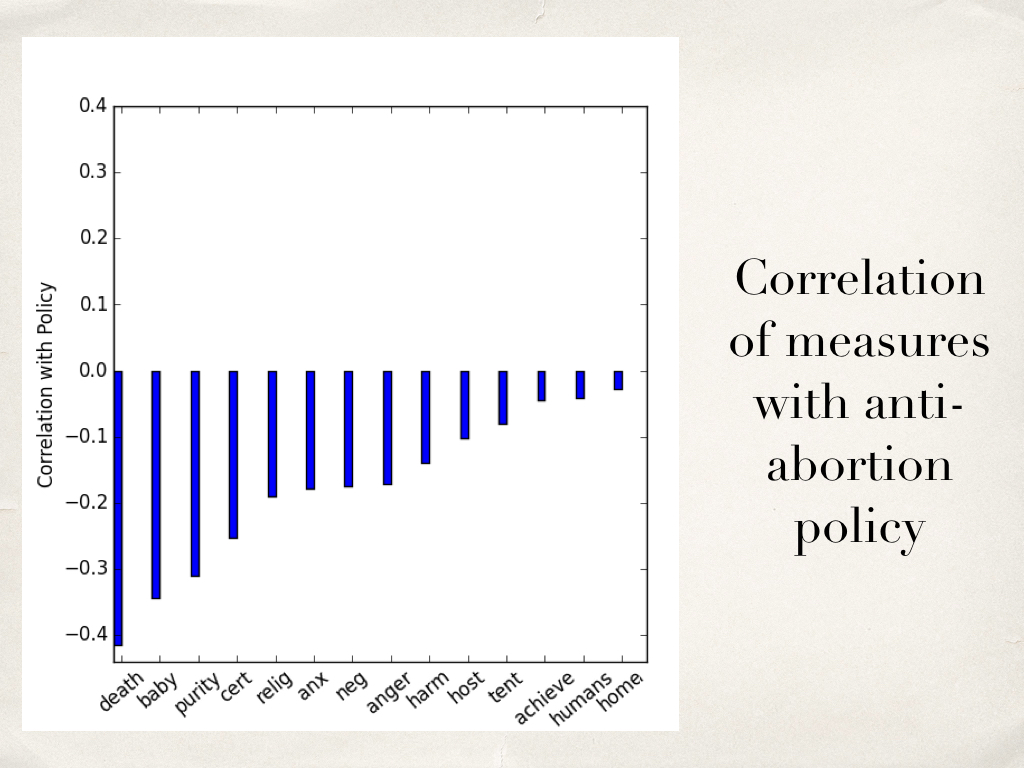 0.4
0.3
0.2
0.1
0.0
−0.1
−0.2
−0.3
−0.4
Correlation with Policy
death
baby
purity
cert
relig
anx
neg
anger
harm
host
tent
achieve
humans
home
Correlation
of measures
with anti-
abortion
policy